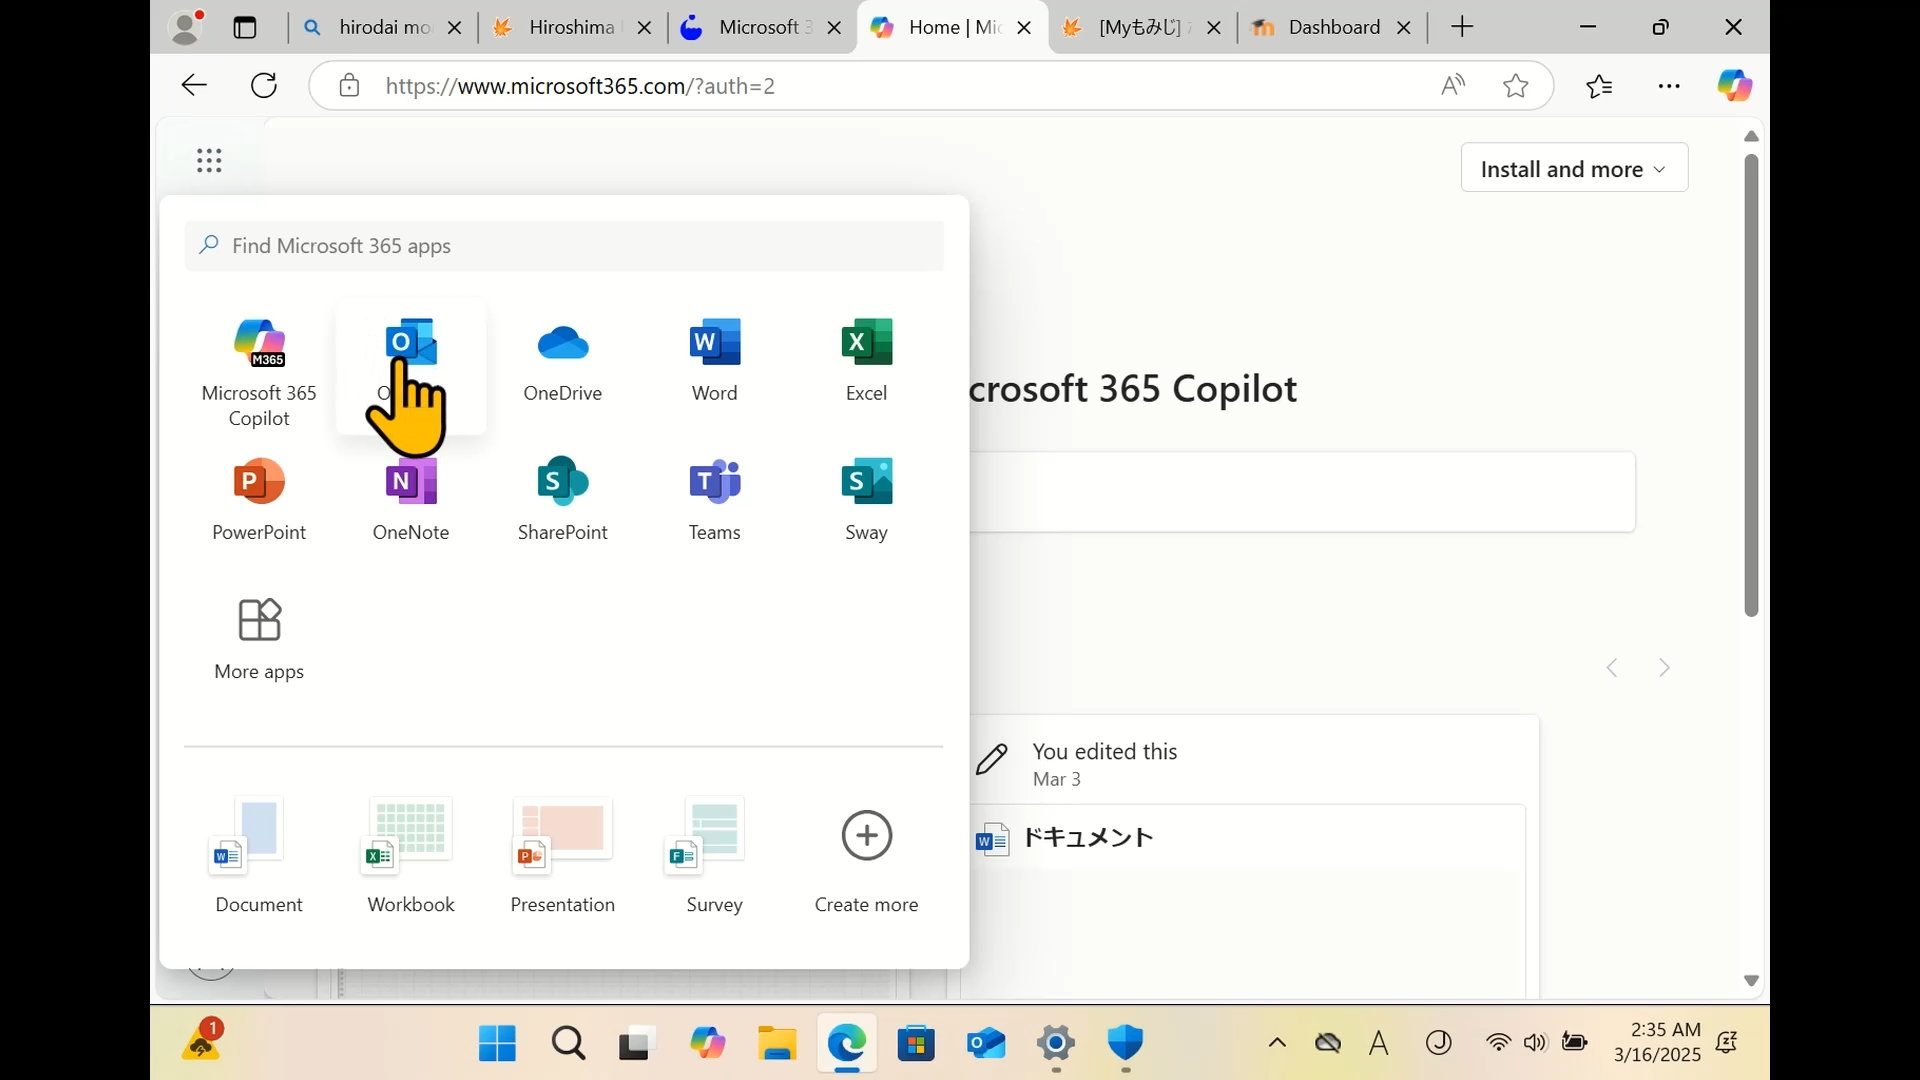 hirodai mo
Hiroshima
Microsoft 3
Home | Mic
[Myもみじ]
Dashboard
https://www.microsoft365.com/?auth=2
Install and more
Find Microsoft 365 apps
M365
Microsoft 365
Copilot
OneDrive
Word
Excel
crosoft 365 Copilot
PowerPoint
OneNote
SharePoint
Teams
Sway
More apps
You edited this
Mar 3
ドキュメント
Document
Workbook
Presentation
Survey
Create more
1
A
J
2:35 AM
3/16/2025